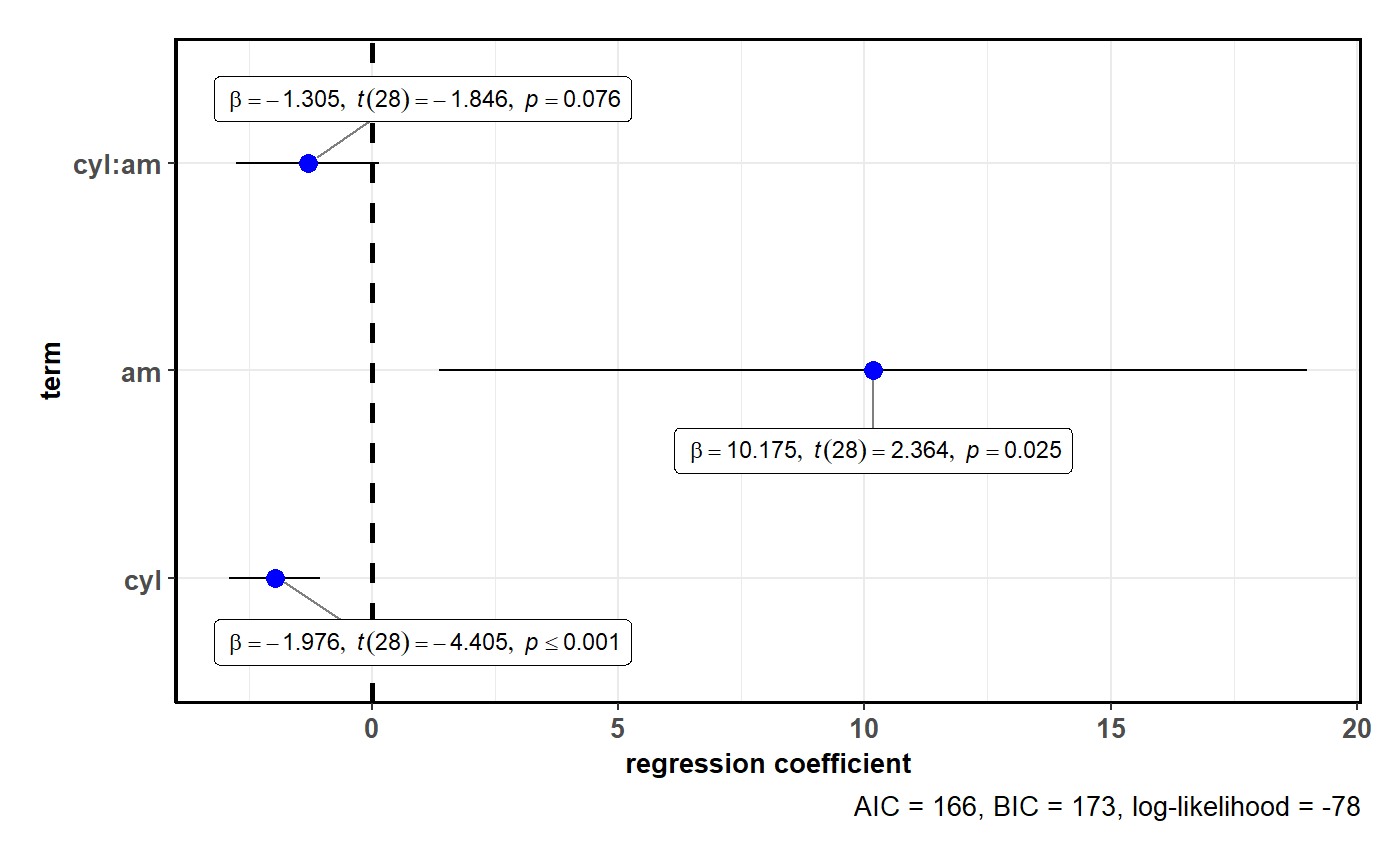 β = −1.305, t(28) = −1.846, p = 0.076
cyl:am
term
am
β = 10.175, t(28) = 2.364, p = 0.025
cyl
β = −1.976, t(28) = −4.405, p ≤ 0.001
0 5 10 15 20
regression coefficient
AIC = 166, BIC = 173, log-likelihood = -78